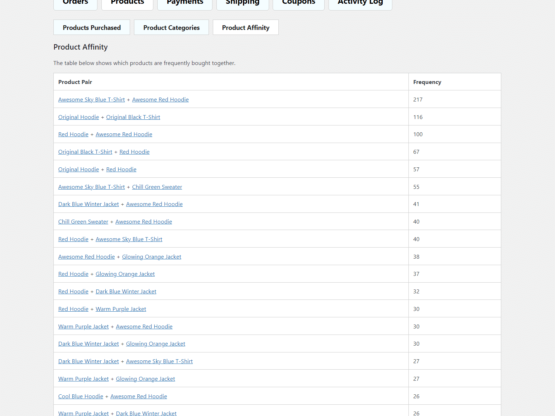 Orders Products Payments Shipping Coupons Activity Log
Products Purchased Product Categories Product Affinity
Product Affinity
The table below shows which products are frequently bought together.
Product Pair Frequency
Awesome Sky Blue T-Shirt + Awesome Red Hoodie 217
Original Hoodie + Original Black T-Shirt 116
Red Hoodie + Awesome Red Hoodie 100
Original Black T-Shirt + Red Hoodie 67
Original Hoodie + Red Hoodie 57
Awesome Sky Blue T-Shirt + Chill Green Sweater 55
Dark Blue Winter Jacket + Awesome Red Hoodie 41
Chill Green Sweater + Awesome Red Hoodie 40
Red Hoodie + Awesome Sky Blue T-Shirt 40
Awesome Red Hoodie + Glowing Orange Jacket 38
Red Hoodie + Glowing Orange Jacket 37
Red Hoodie + Dark Blue Winter Jacket 32
Red Hoodie + Warm Purple Jacket 30
Warm Purple Jacket + Awesome Red Hoodie 30
Dark Blue Winter Jacket + Glowing Orange Jacket 30
Dark Blue Winter Jacket + Awesome Sky Blue T-Shirt 27
Warm Purple Jacket + Glowing Orange Jacket 27
Cool Blue Hoodie + Awesome Red Hoodie 26
Warm Purple Jacket + Dark Blue Winter Jacket 26